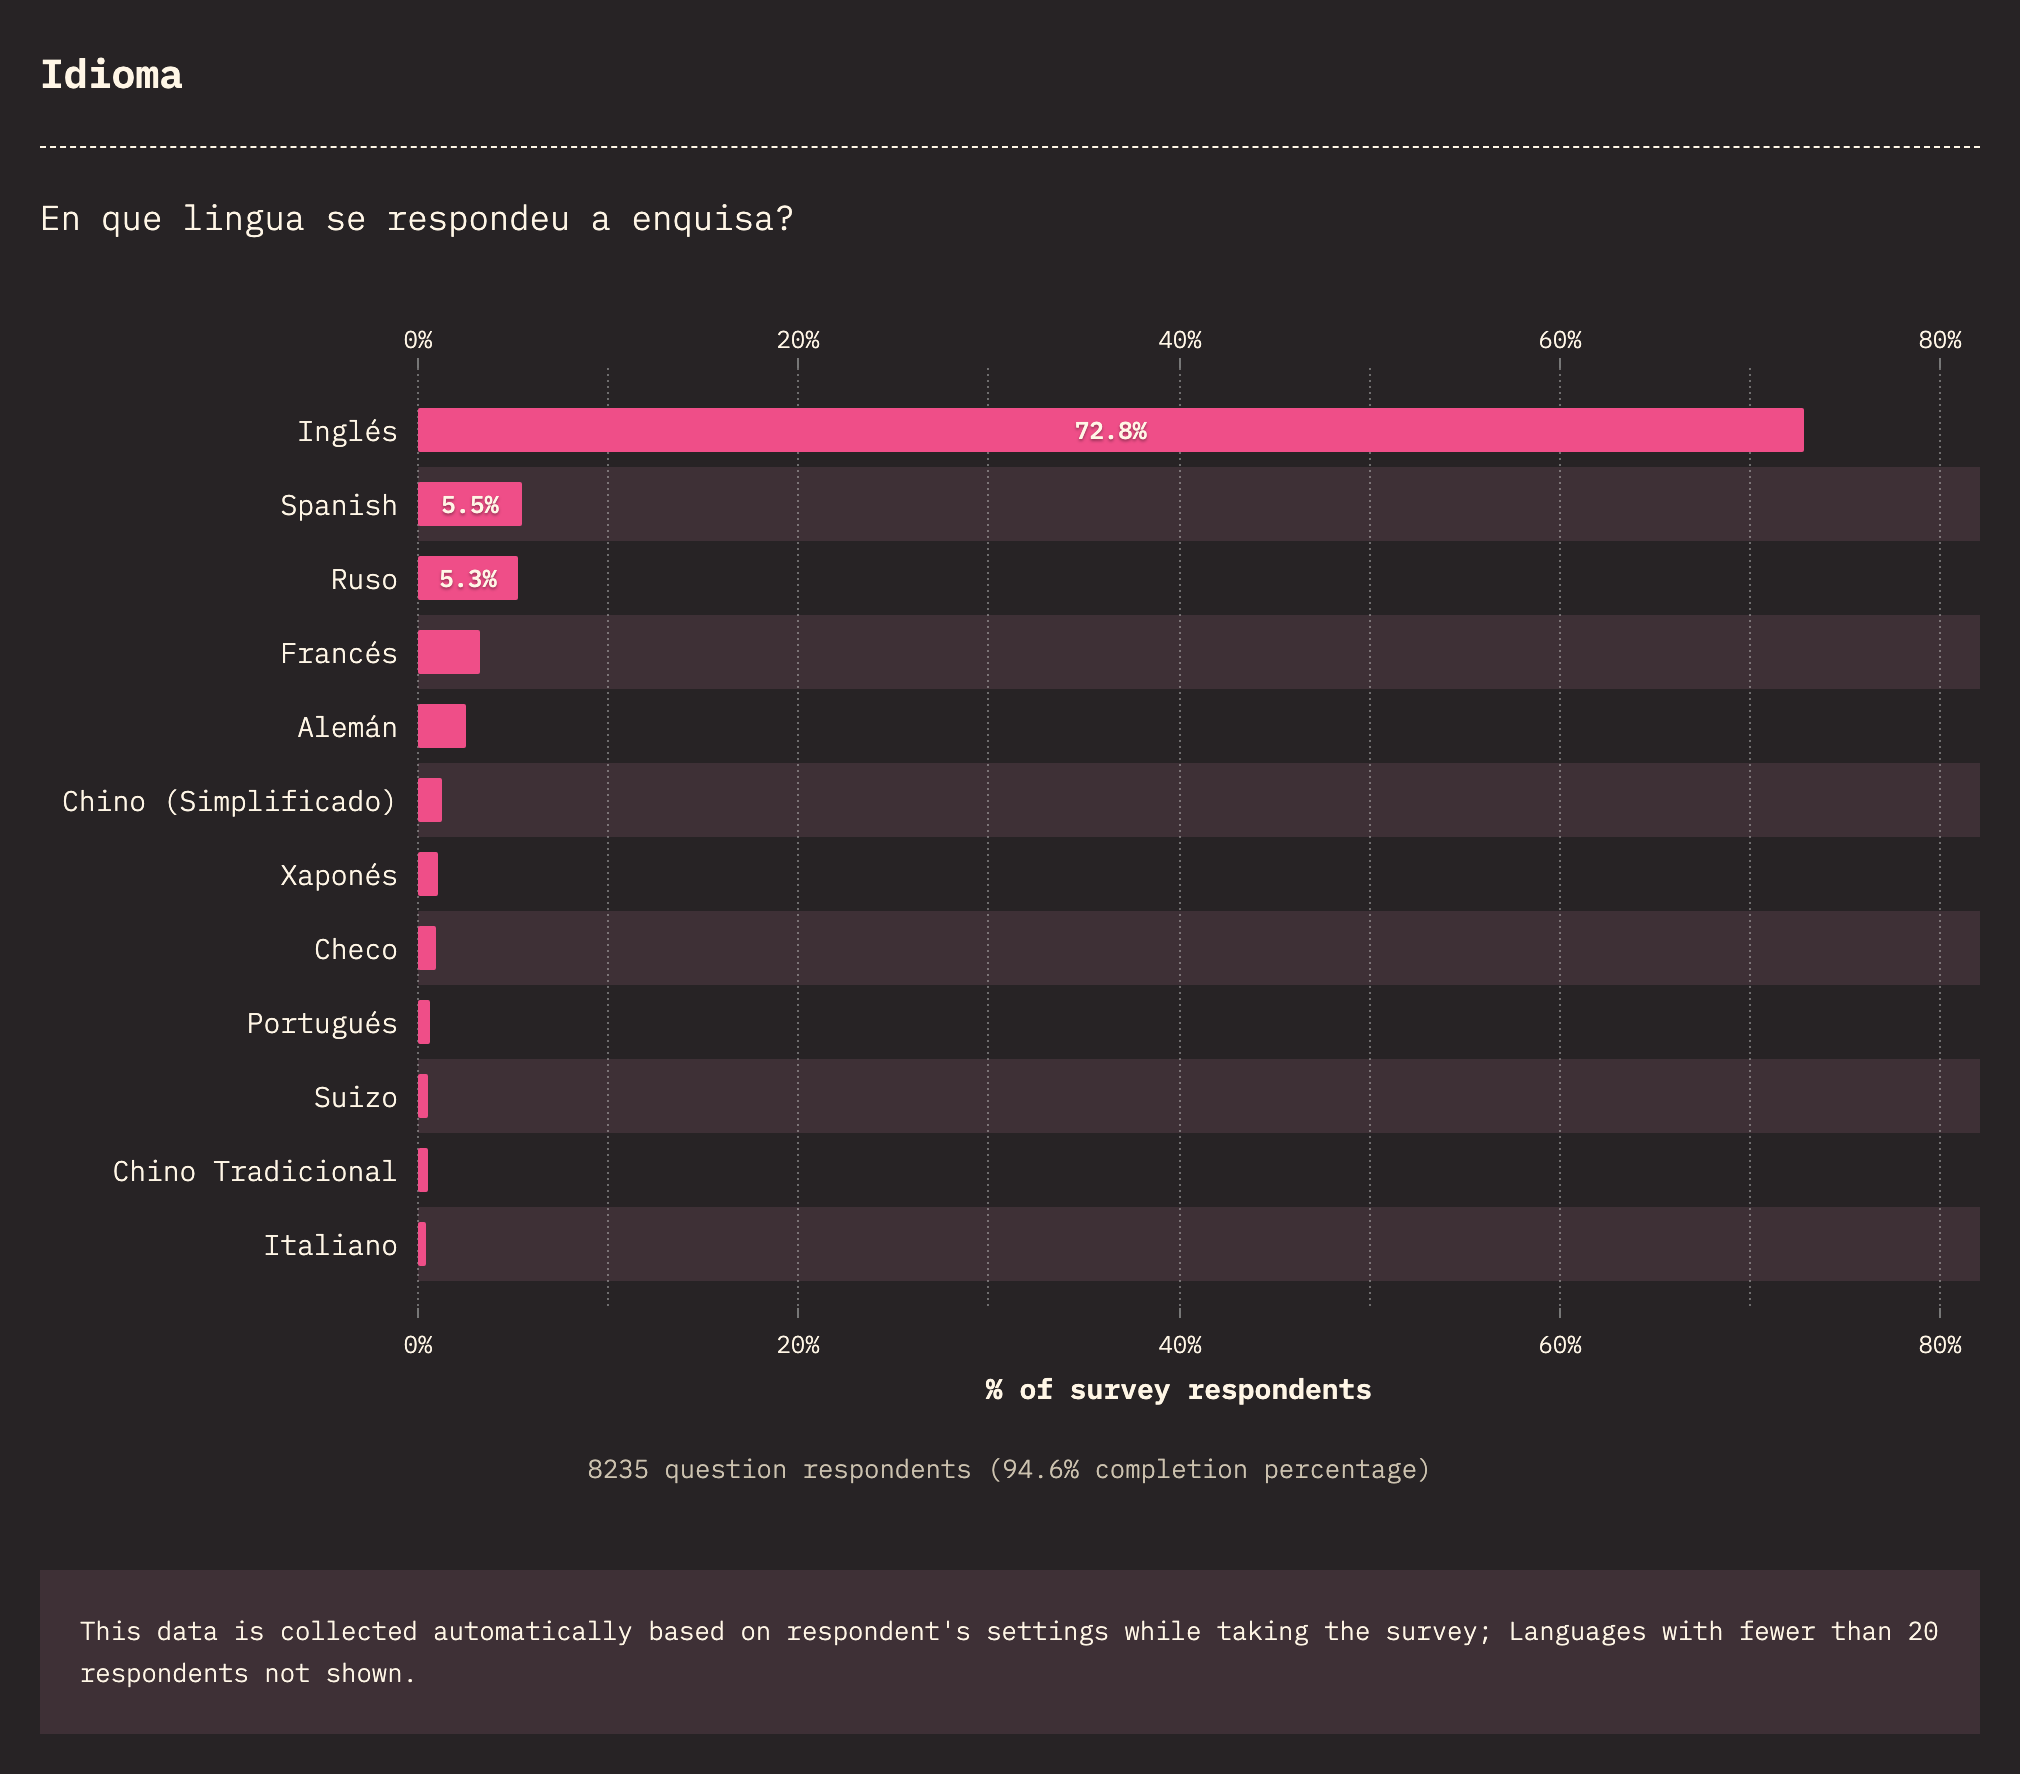 Idioma
En que lingua se respondeu a enquisa?
0% 20% 40% 60% 80%
Inglés 72.8%
Spanish 5.5%
Ruso 5.3%
Francés
Alemán
Chino (Simplificado)
Xaponés
Checo
Portugués
Suizo
Chino Tradicional
Italiano
0% 20% 40% 60% 80%
% of survey respondents
8235 question respondents (94.6% completion percentage)
This data is collected automatically based on respondent's settings while taking the survey; Languages with fewer than 20
respondents not shown.